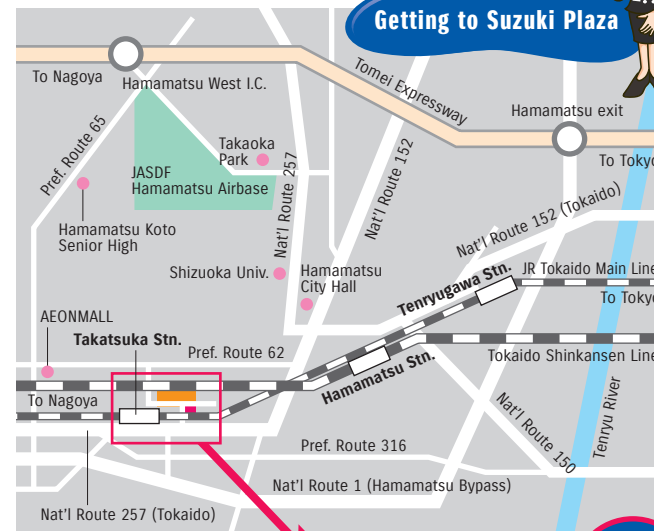 Getting to Suzuki Plaza
To Nagoya
Hamamatsu West I.C.
Tomei Expressway
Hamamatsu exit
To Tokyo
Pref. Route 65
Takaoka
Park
JASDF
Hamamatsu Airbase
Nat'l Route 257
Nat'l Route 152
Nat'l Route 152 (Tokaido)
Hamamatsu Koto
Senior High
Shizuoka Univ.
Hamamatsu
City Hall
Tenryugawa Stn.
JR Tokaido Main Line
To Tokyo
AEONMALL
Takatsuka Stn.
Pref. Route 62
Hamamatsu Stn.
Tokaido Shinkansen Line
To Nagoya
Nat'l Route 150
Tenryu River
Pref. Route 316
Nat'l Route 1 (Hamamatsu Bypass)
Nat'l Route 257 (Tokaido)